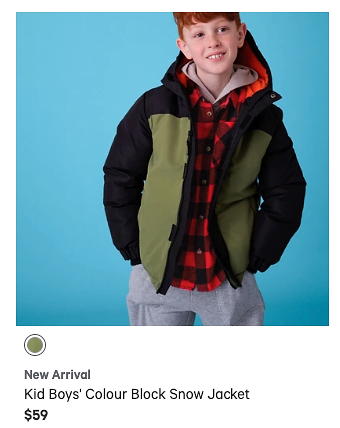 New Arrival
Kid Boys' Colour Block Snow Jacket
$59